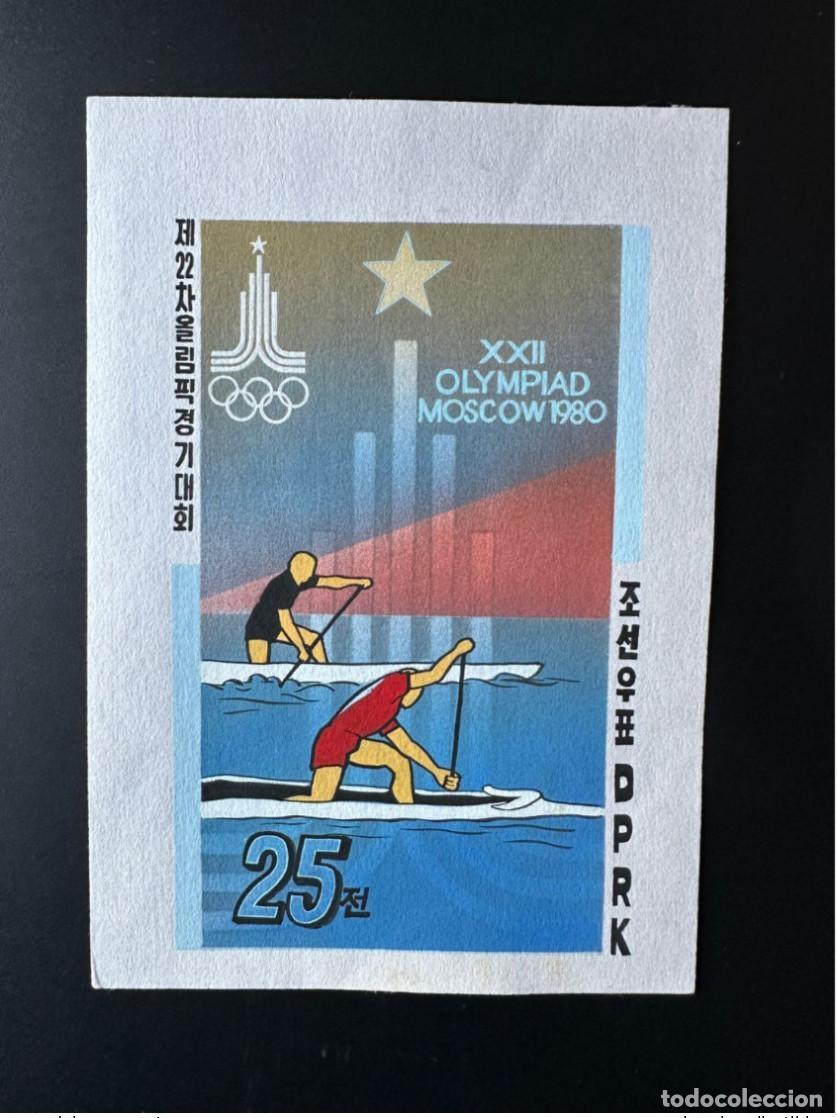 제22차올림픽경기대회
XXII
OLYMPIAD
MOSCOW 1980
조선우표 DPRK
25전
todocoleccion